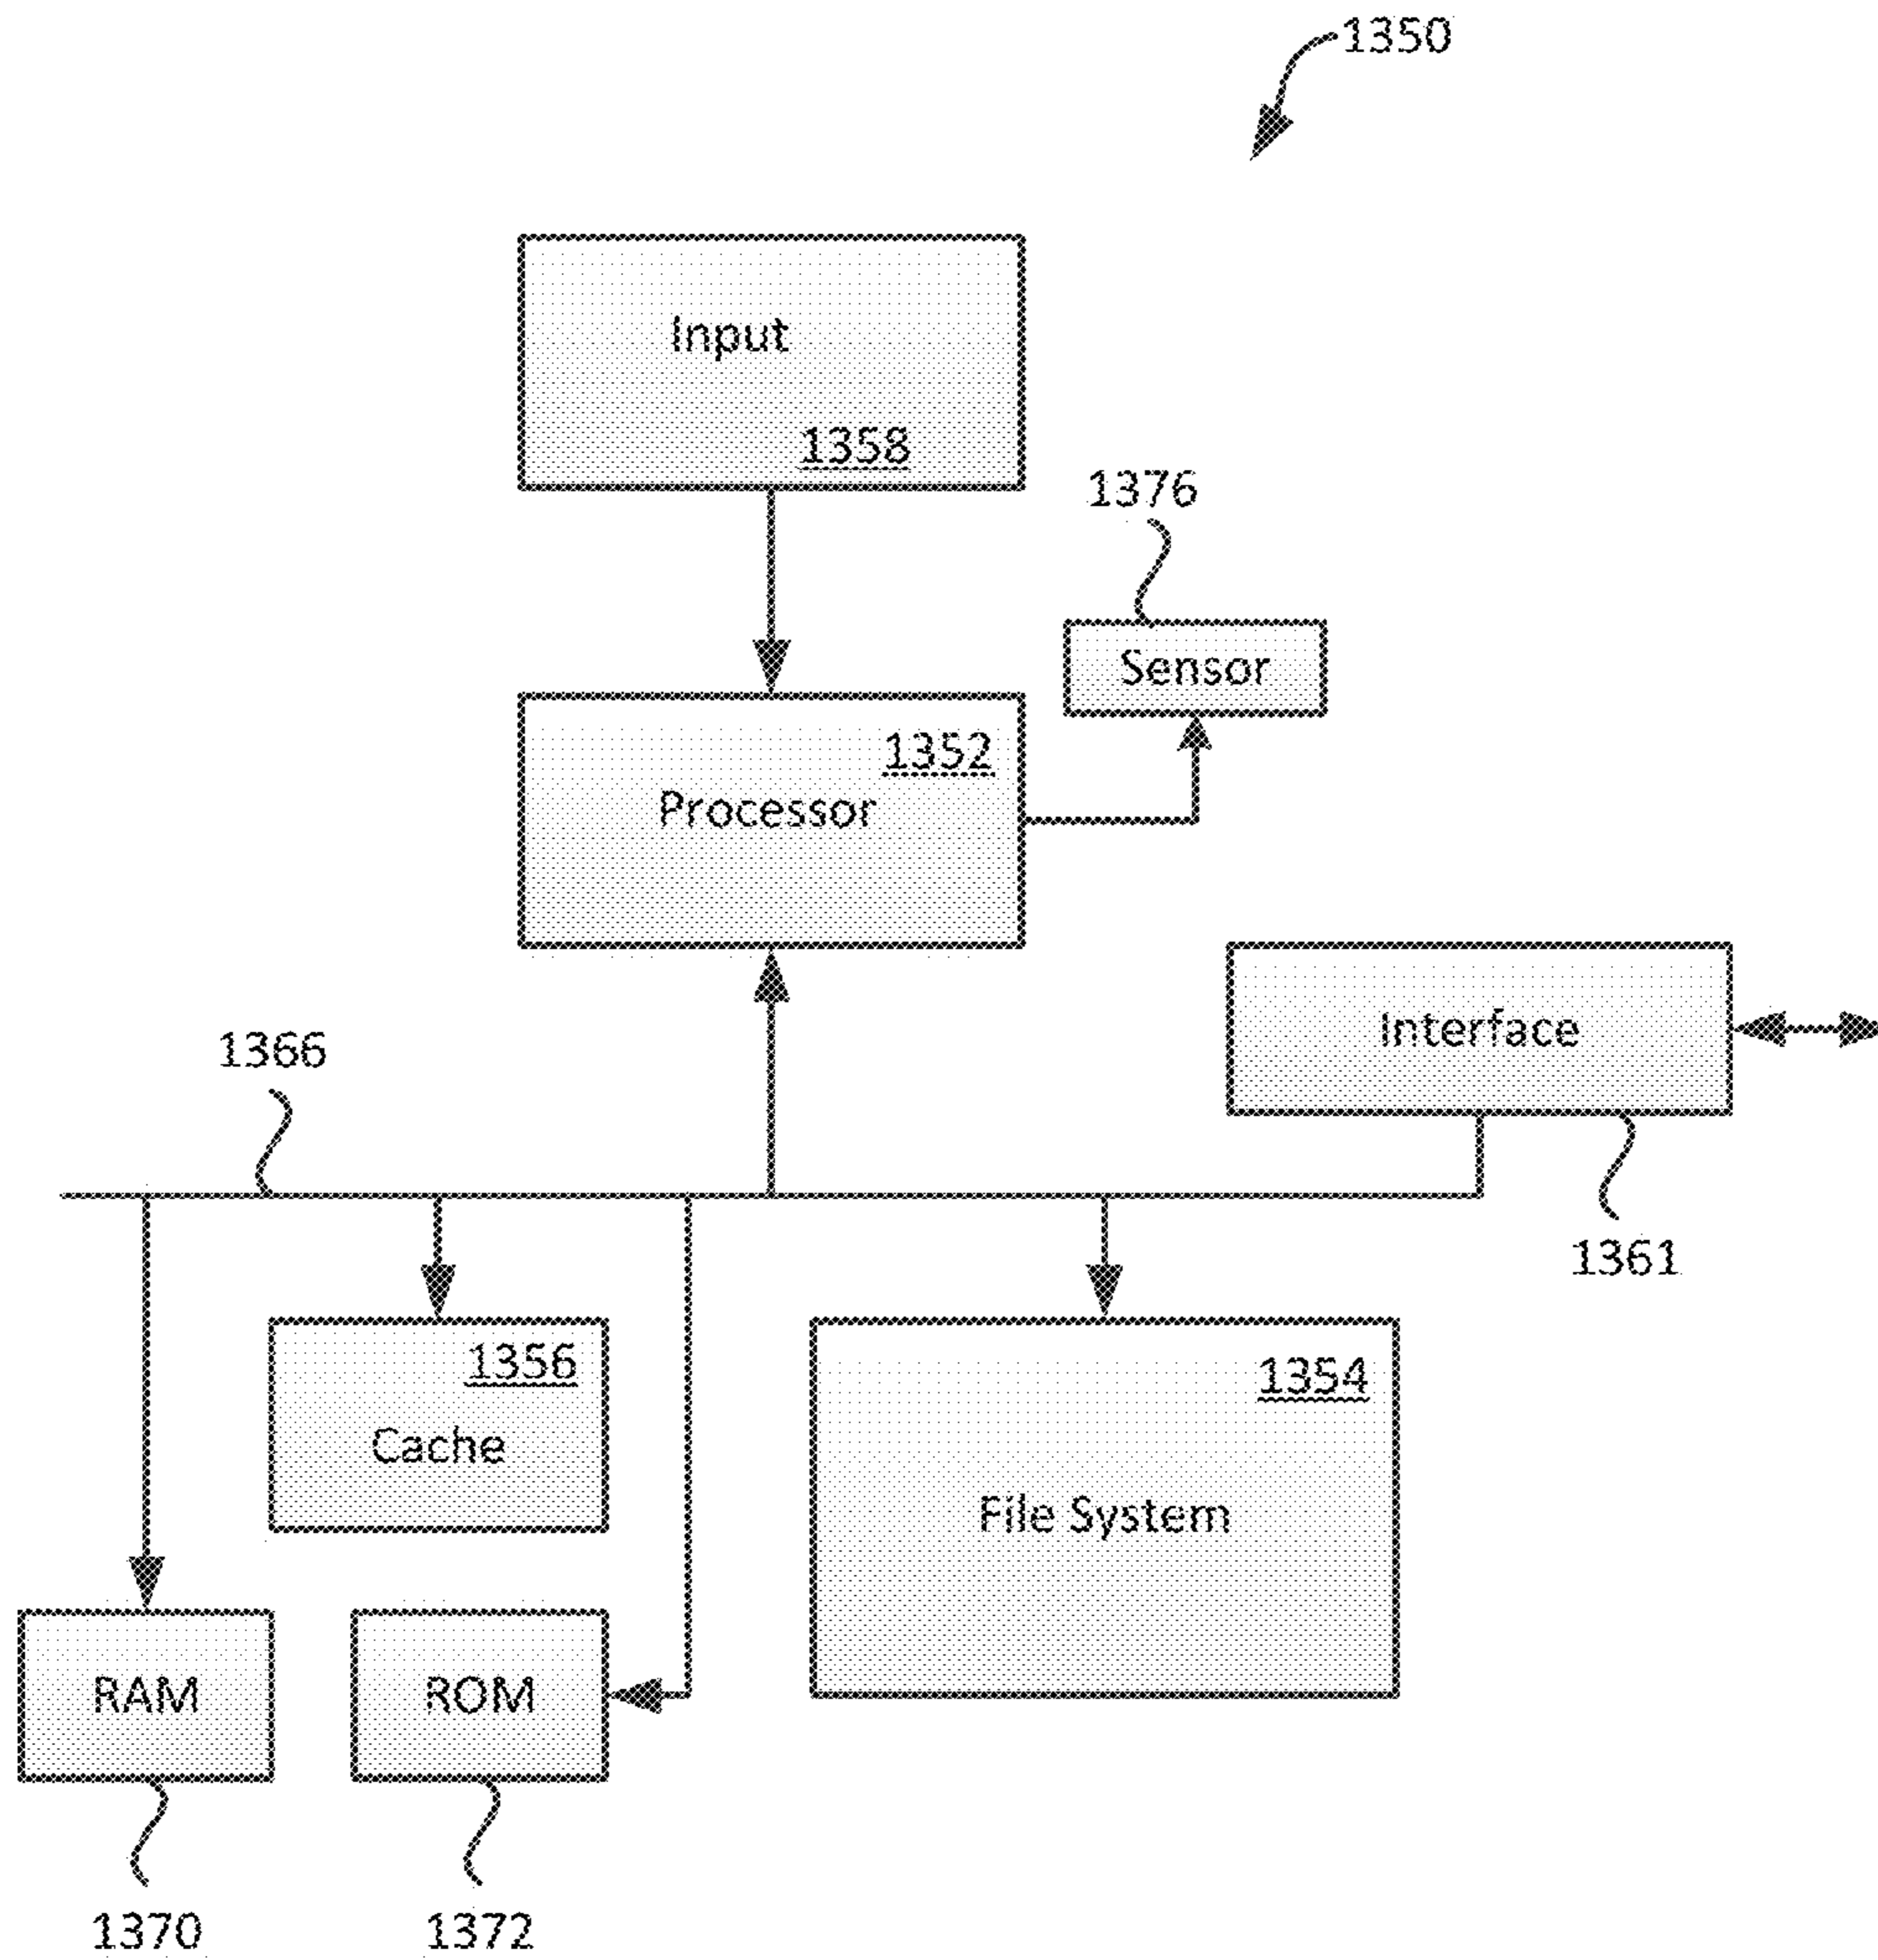 1350
Input
1358
1376
Sensor
1352
Processor
Interface
1366
1361
1356
Cache
1354
File System
RAM
ROM
1370
1372